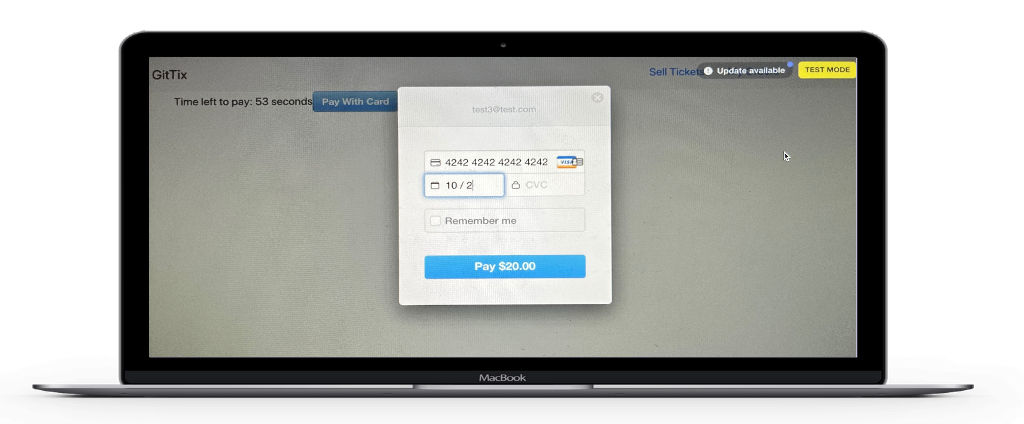 GitTix
Sell Ticket
Update available
TEST MODE
Time left to pay: 53 seconds
Pay With Card
test3@test.com
4242 4242 4242 4242
VISA
10 / 2
CVC
Remember me
Pay $20.00
MacBook